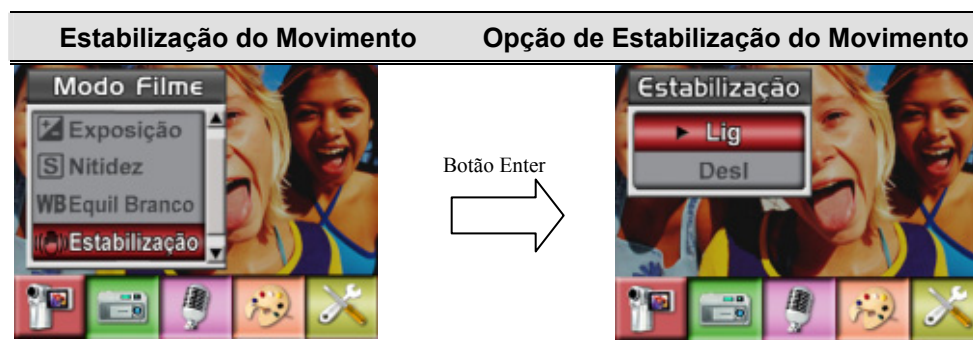 Estabilização do Movimento
Opção de Estabilização do Movimento
Modo Filme
Exposição
S Nitidez
WB Equil Branco
Estabilização
Botão Enter
Estabilização
Lig
Desl